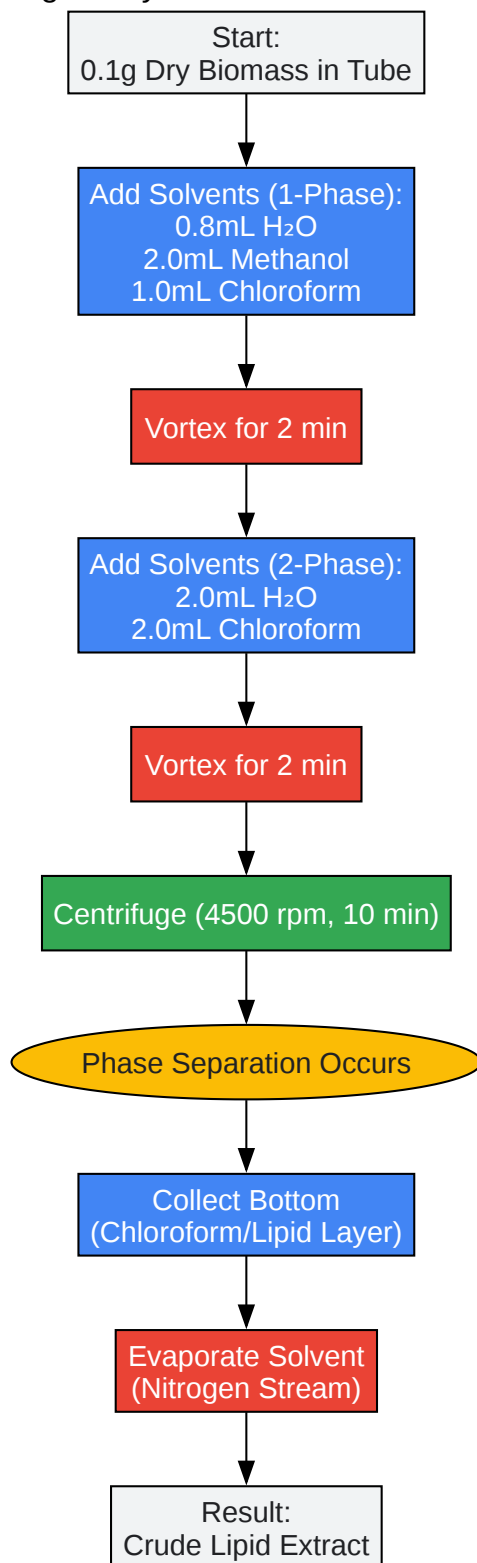 Start:
0.1g Dry Biomass in Tube
Add Solvents (1-Phase):
0.8mL H₂O
2.0mL Methanol
1.0mL Chloroform
Vortex for 2 min
Add Solvents (2-Phase):
2.0mL H₂O
2.0mL Chloroform
Vortex for 2 min
Centrifuge (4500 rpm, 10 min)
Phase Separation Occurs
Collect Bottom
(Chloroform/Lipid Layer)
Evaporate Solvent
(Nitrogen Stream)
Result:
Crude Lipid Extract